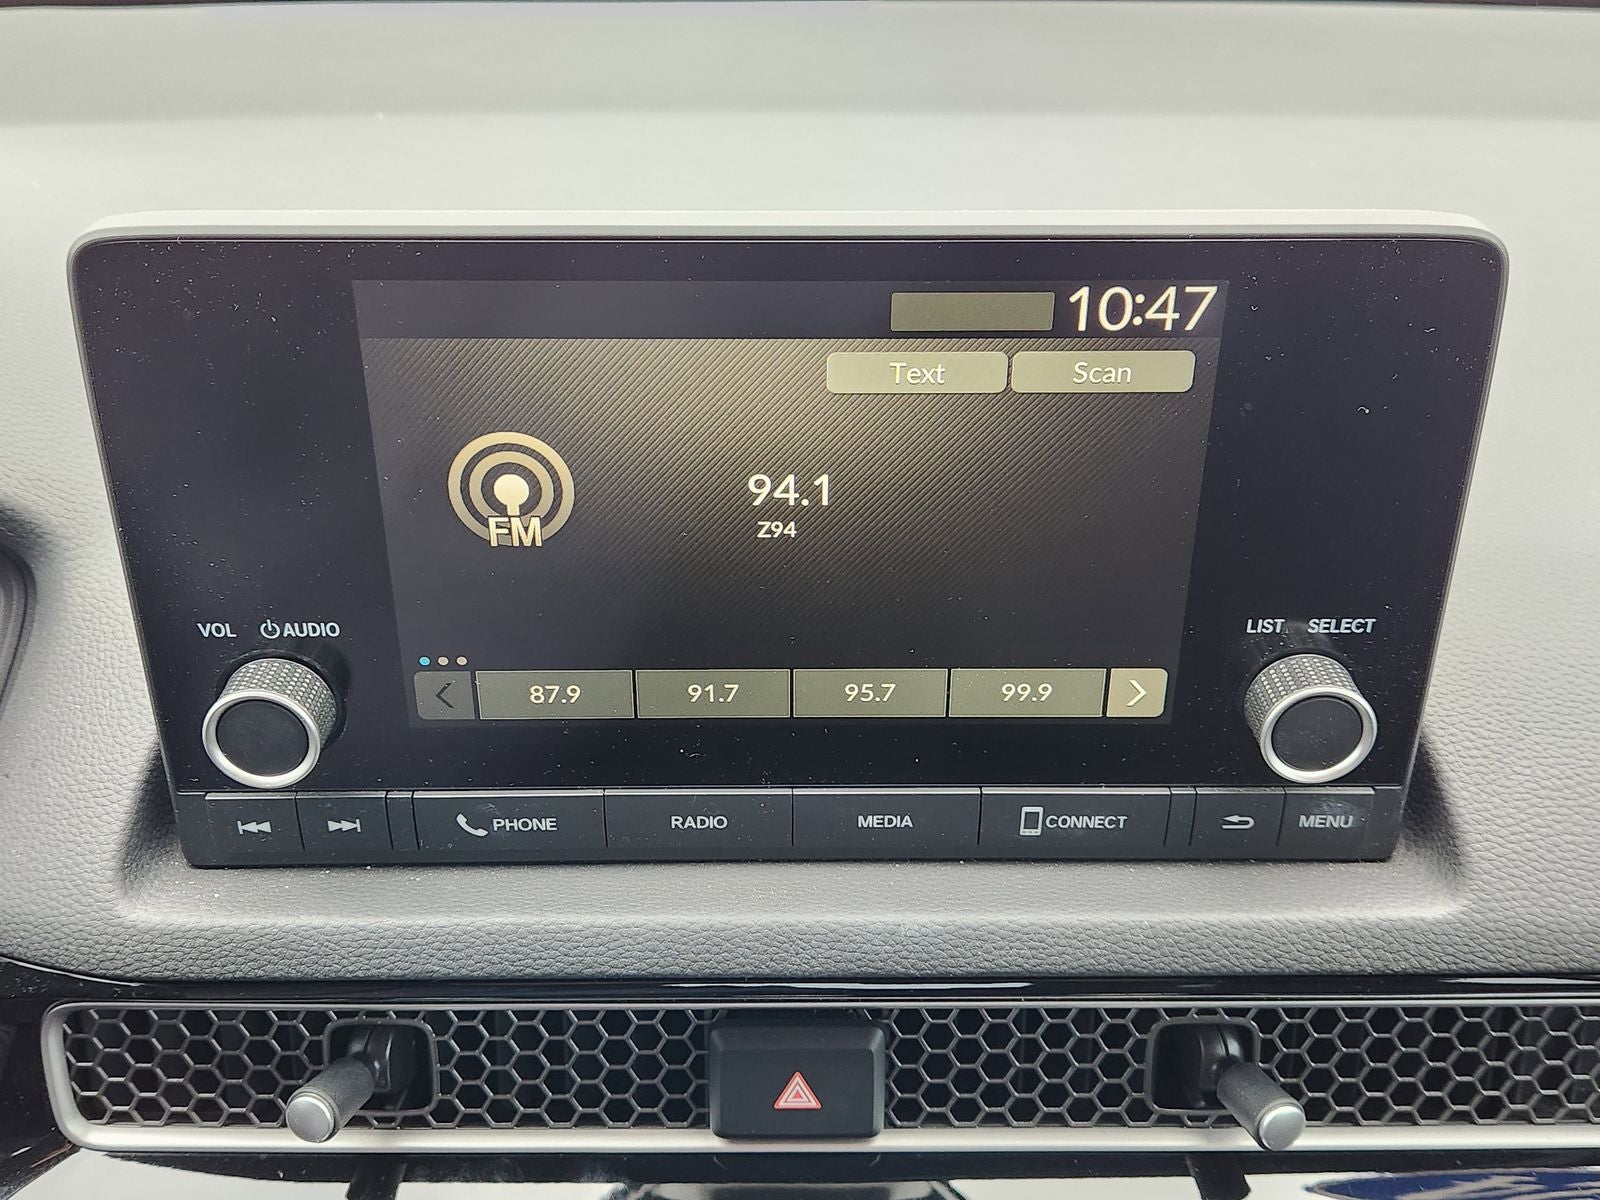 10:47
Text Scan
FM
94.1
Z94
VOL AUDIO
LIST SELECT
87.9 91.7 95.7 99.9
PHONE RADIO MEDIA CONNECT MENU